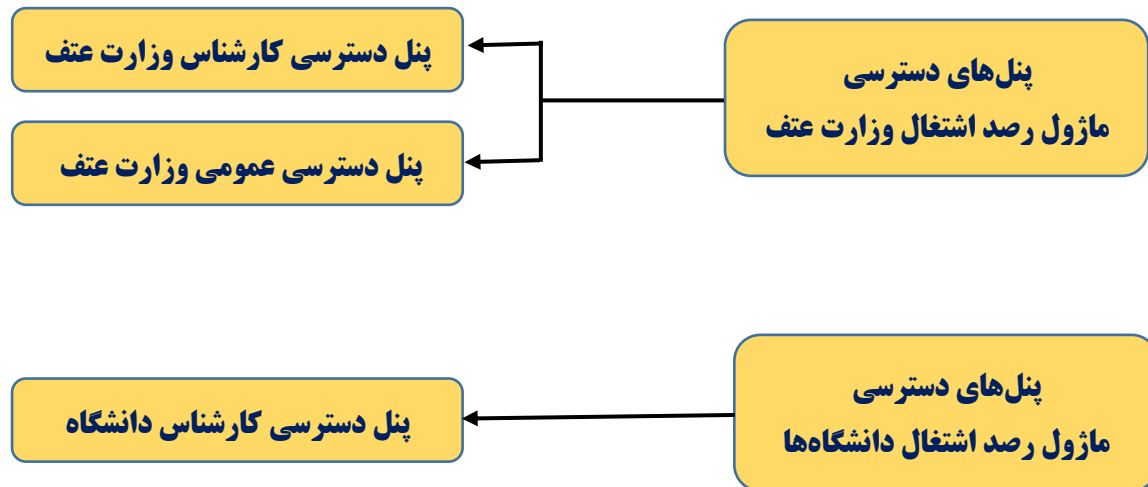 پنل‌های دسترسی
ماژول رصد اشتغال وزارت عتف
پنل دسترسی کارشناس وزارت عتف
پنل دسترسی عمومی وزارت عتف
پنل‌های دسترسی
ماژول رصد اشتغال دانشگاه‌ها
پنل دسترسی کارشناس دانشگاه